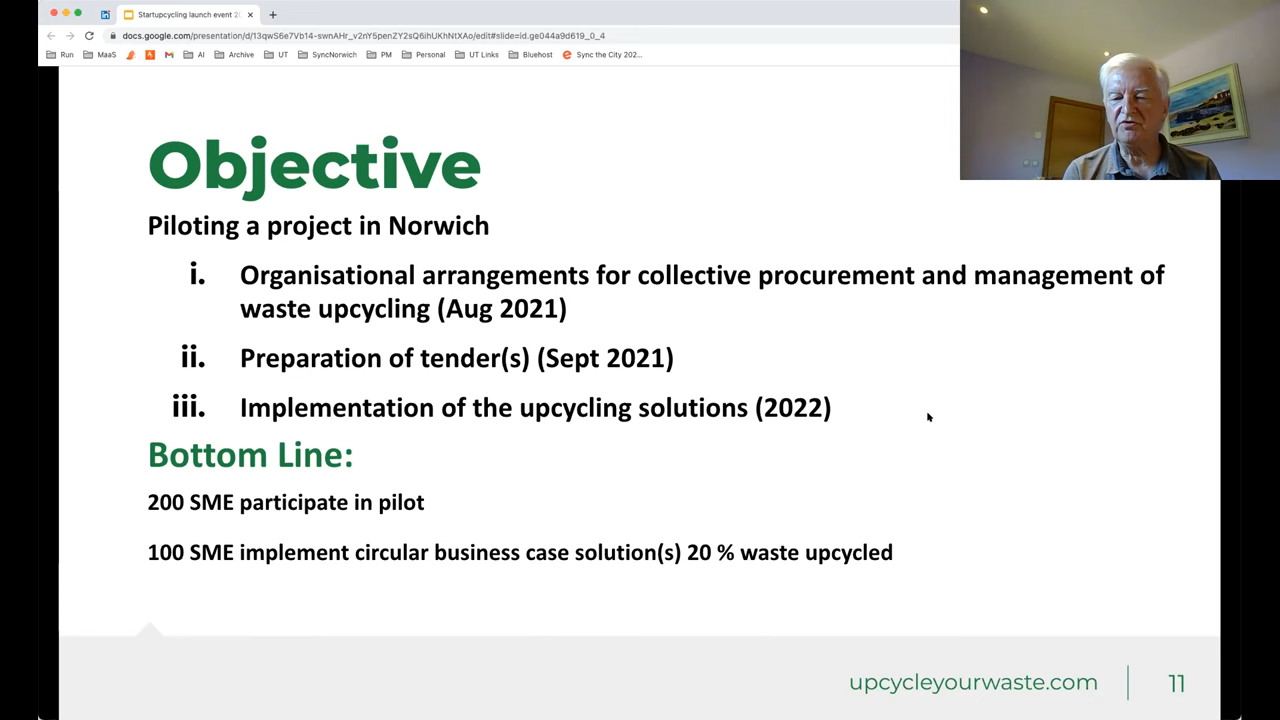 Startupcycling launch event 20
docs.google.com/presentation/d/13qwS6e7Vb14-swnAHr_v2nY5penZY2sQ6ihUKhNtXAo/edit#slide=id.ge044a9d619_0_4
Run MaaS AI Archive UT SyncNorwich PM Personal UT Links Bluehost Sync the City 202...
Objective
Piloting a project in Norwich
i. Organisational arrangements for collective procurement and management of
waste upcycling (Aug 2021)
ii. Preparation of tender(s) (Sept 2021)
iii. Implementation of the upcycling solutions (2022)
Bottom Line:
200 SME participate in pilot
100 SME implement circular business case solution(s) 20 % waste upcycled
upcycleyourwaste.com 11